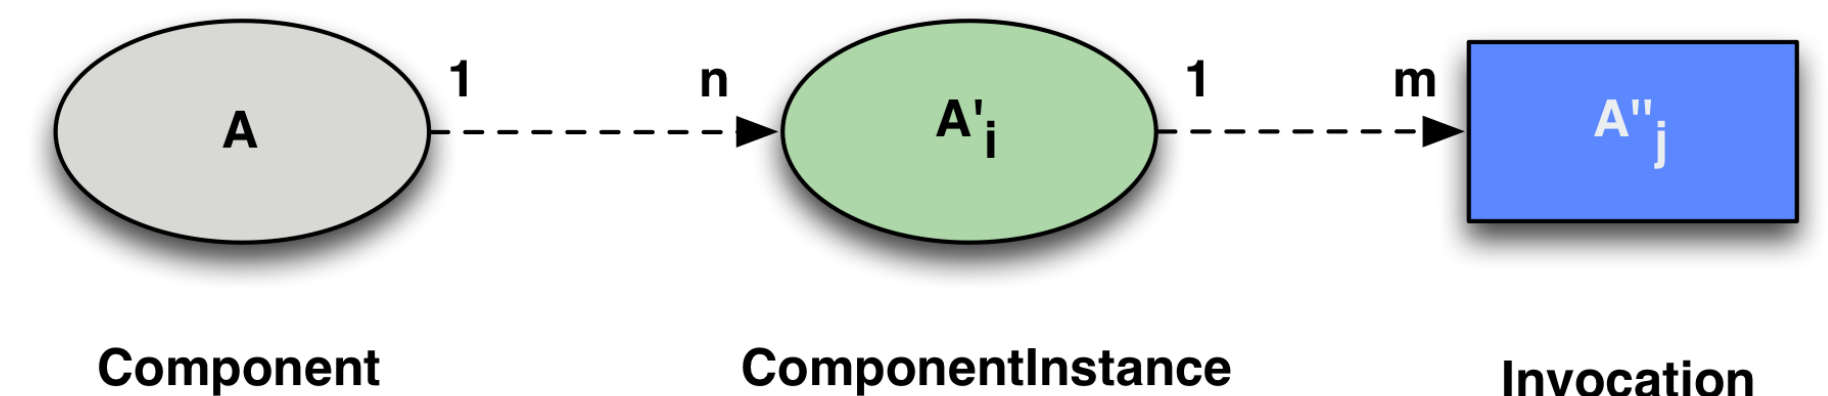 1 n 1 m
A A'i A"j
Component ComponentInstance Invocation